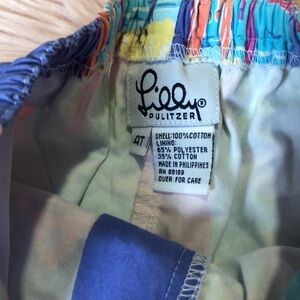 Lilly®
PULITZER
4T
SHELL:100%COTTON
LINING:
65% POLYESTER
35% COTTON
MADE IN PHILIPPINES
RN 88189
OVER FOR CARE